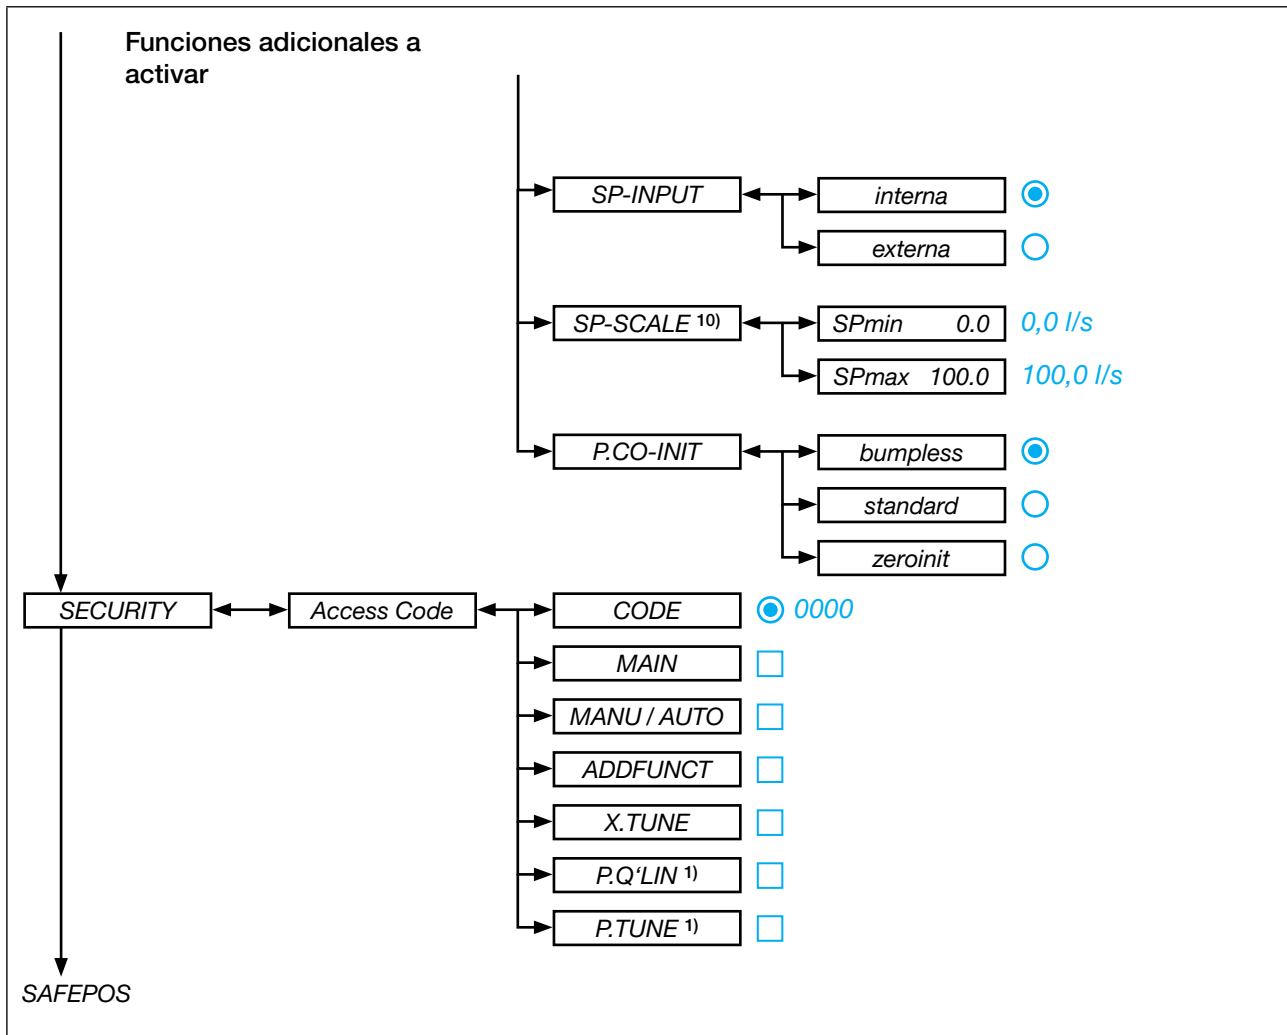 Funciones adicionales a
activar
SP-INPUT
interna
externa
SP-SCALE 10)
SPmin 0.0
0,0 l/s
SPmax 100.0
100,0 l/s
P.CO-INIT
bumpless
standard
zeroinit
SECURITY
Access Code
CODE
0000
MAIN
MANU / AUTO
ADDFUNCT
X.TUNE
P.Q‘LIN 1)
P.TUNE 1)
SAFEPOS